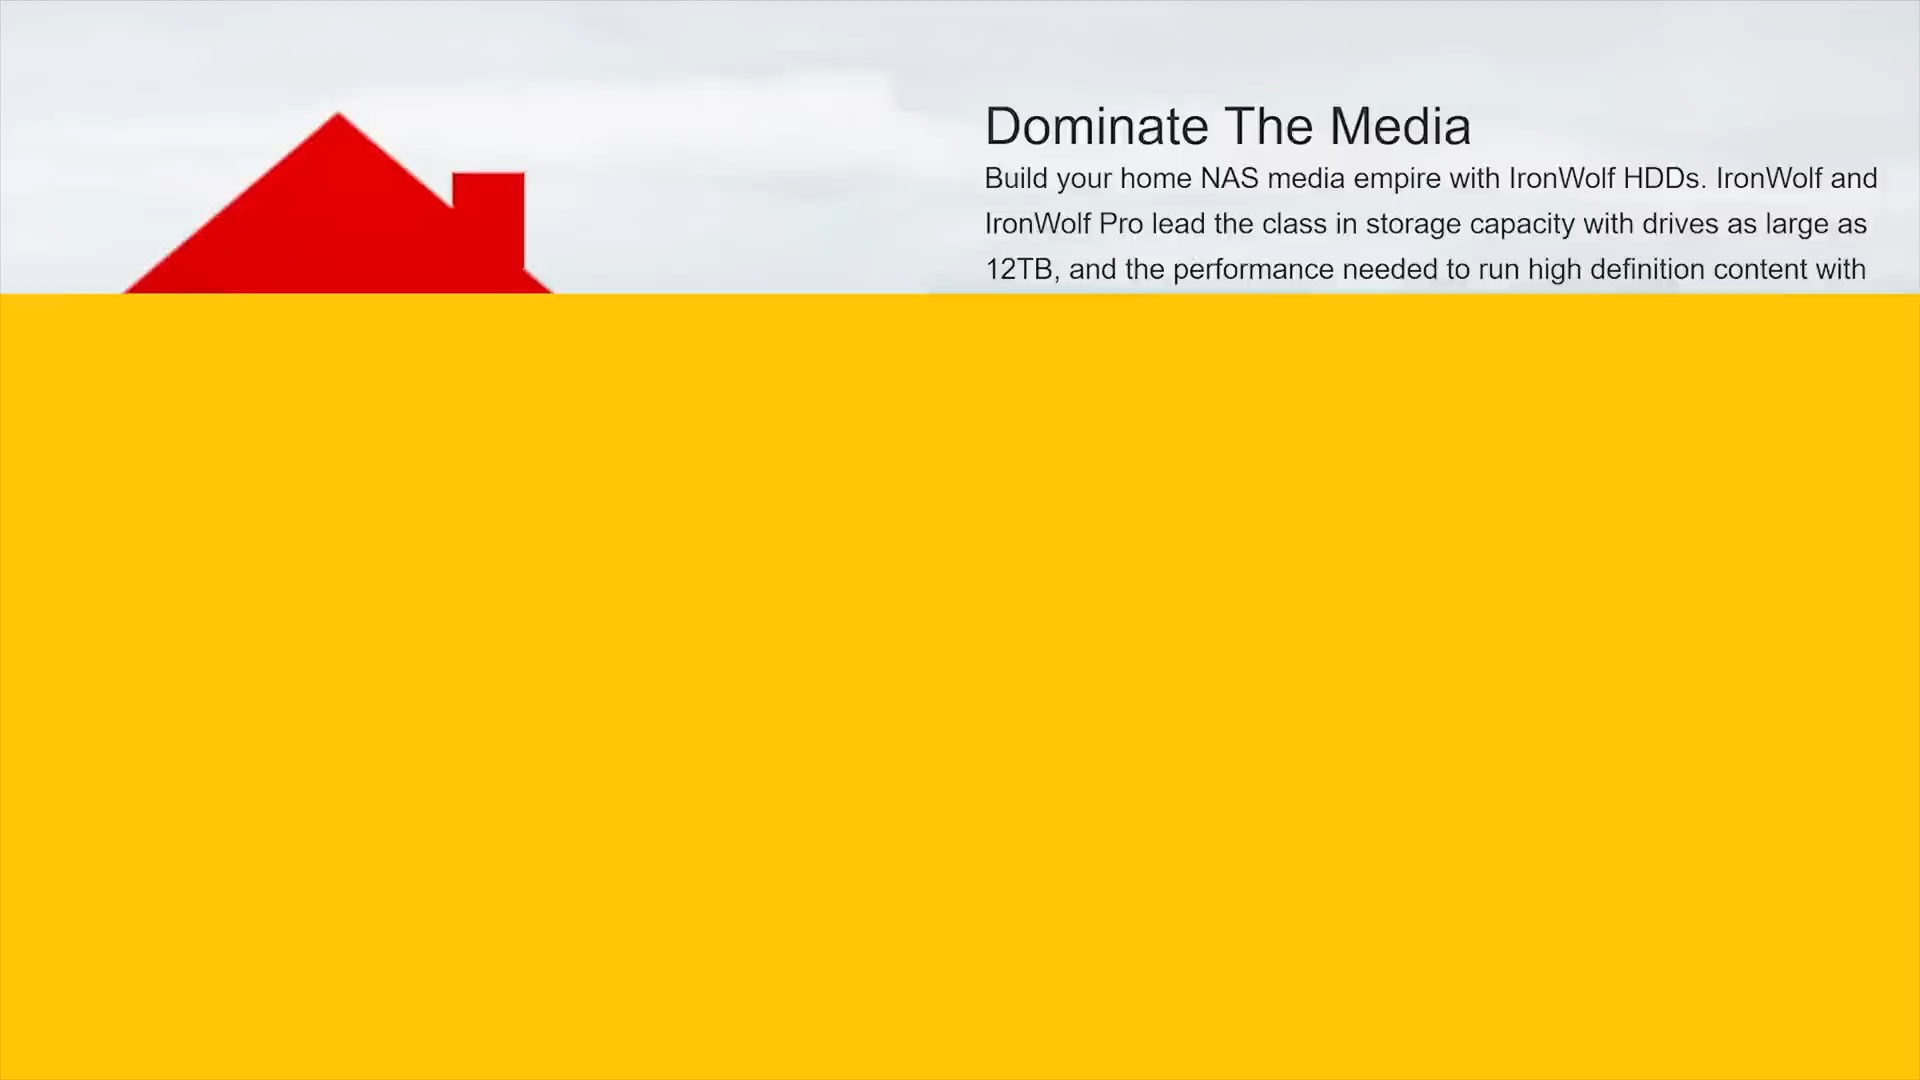 Dominate The Media
Build your home NAS media empire with IronWolf HDDs. IronWolf and
IronWolf Pro lead the class in storage capacity with drives as large as
12TB, and the performance needed to run high definition content with